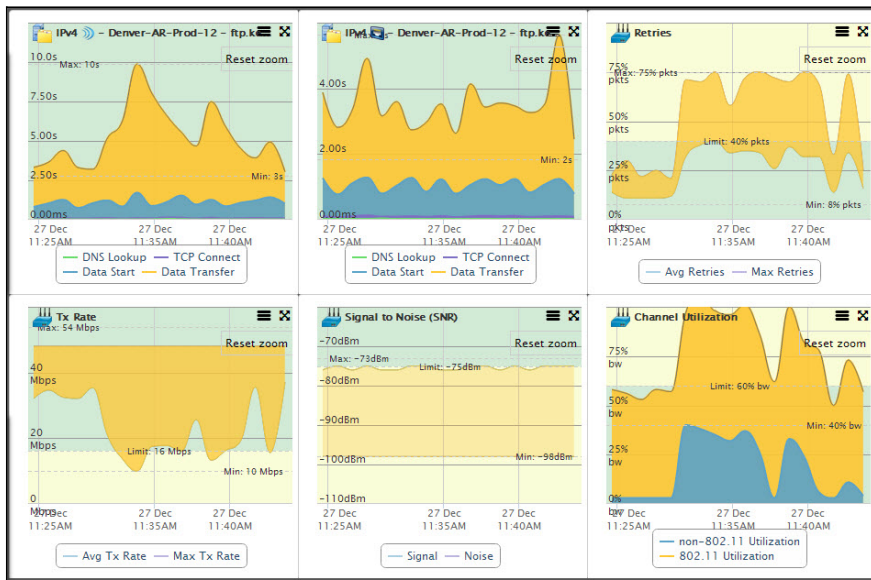 IPv4 - Denver-AR-Prod-12 - ftp.ke
Reset zoom
10.0s
Max: 10s
7.50s
5.00s
2.50s
Min: 3s
0.00ms
27 Dec 27 Dec 27 Dec
11:25AM 11:35AM 11:40AM
DNS Lookup TCP Connect
Data Start Data Transfer
IPv4 - Denver-AR-Prod-12 - ftp.ke
Reset zoom
4.00s
2.00s
Min: 2s
0.00ms
27 Dec 27 Dec 27 Dec
11:25AM 11:35AM 11:40AM
DNS Lookup TCP Connect
Data Start Data Transfer
Retries
Reset zoom
75%
pkts
Max: 75% pkts
50%
pkts
Limit: 40% pkts
25%
pkts
Min: 8% pkts
0%
pkts
27 Dec 27 Dec 27 Dec
11:25AM 11:35AM 11:40AM
Avg Retries Max Retries
Tx Rate
Max: 54 Mbps
Reset zoom
40
Mbps
20
Mbps
Limit: 16 Mbps
Min: 10 Mbps
0
Mbps
27 Dec 27 Dec 27 Dec
11:25AM 11:35AM 11:40AM
Avg Tx Rate Max Tx Rate
Signal to Noise (SNR)
Reset zoom
-70dBm
Max: -73dBm
Limit: -75dBm
-80dBm
-90dBm
-100dBm
Min: -98dBm
-110dBm
27 Dec 27 Dec 27 Dec
11:25AM 11:35AM 11:40AM
Signal Noise
Channel Utilization
Reset zoom
75%
bw
Limit: 60% bw
50%
bw
Min: 40% bw
25%
bw
0%
bw
27 Dec 27 Dec 27 Dec
11:25AM 11:35AM 11:40AM
non-802.11 Utilization
802.11 Utilization